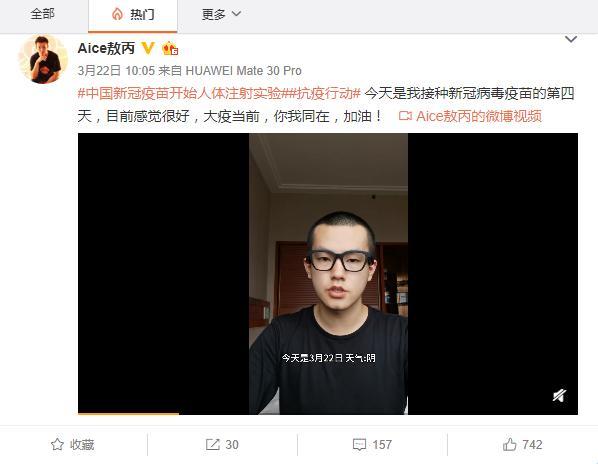 全部 热门 更多
Aice敖丙
3月22日 10:05 来自 HUAWEI Mate 30 Pro
#中国新冠疫苗开始人体注射实验##抗疫行动# 今天是我接种新冠病毒疫苗的第四
天，目前感觉很好，大疫当前，你我同在，加油！ Aice敖丙的微博视频
今天是3月22日 天气:阴
收藏 30 157 742